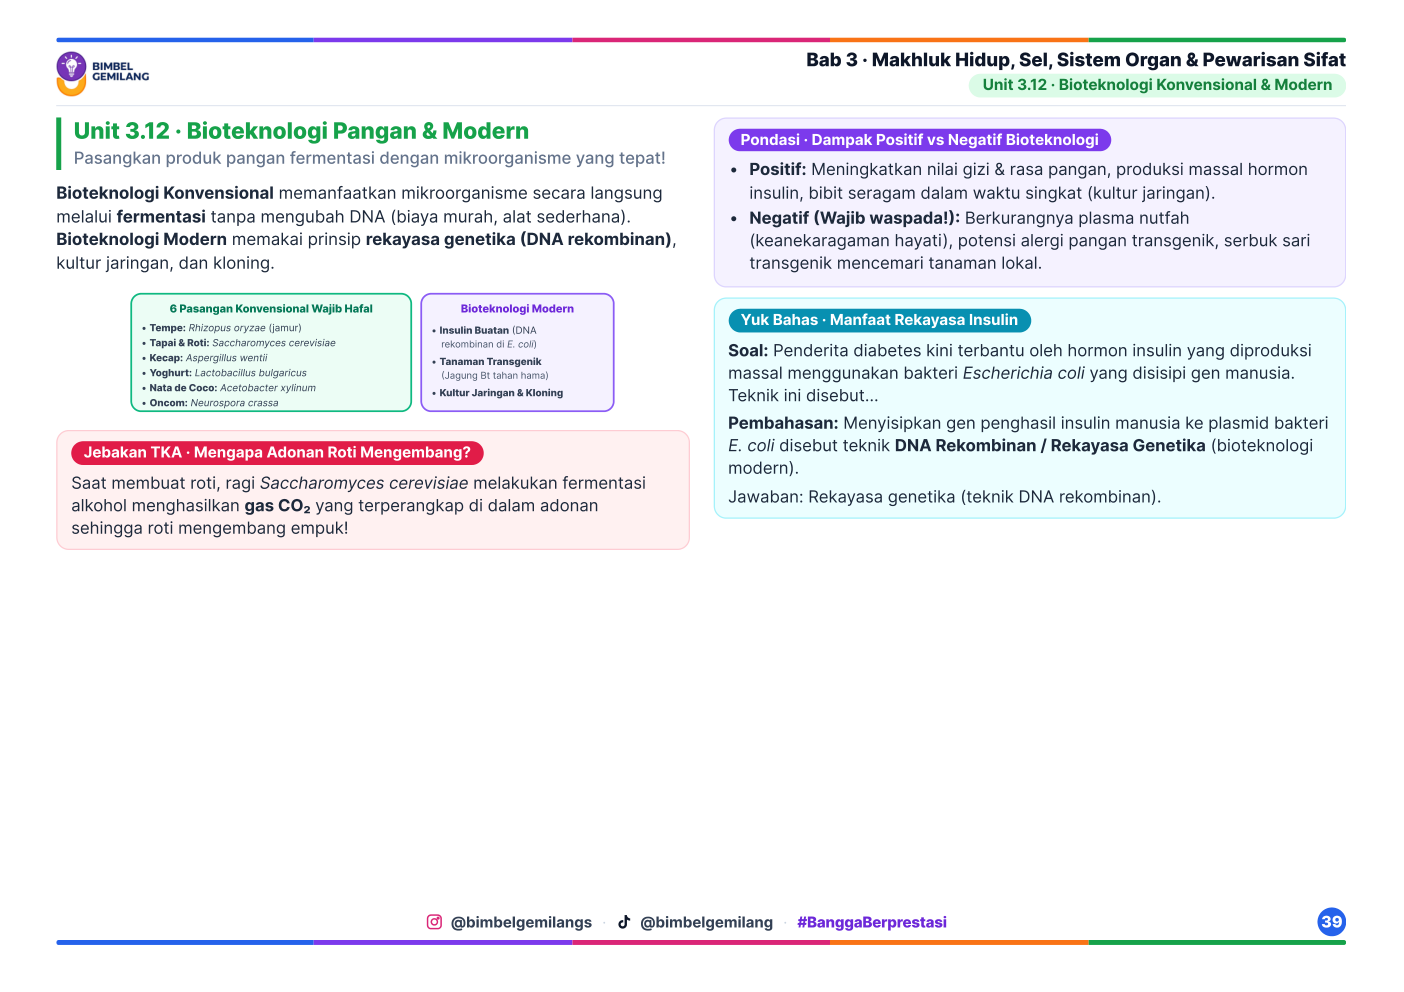 BIMBEL
GEMILANG
Bab 3 · Makhluk Hidup, Sel, Sistem Organ & Pewarisan Sifat
Unit 3.12 · Bioteknologi Konvensional & Modern
Unit 3.12 · Bioteknologi Pangan & Modern
Pasangkan produk pangan fermentasi dengan mikroorganisme yang tepat!
Bioteknologi Konvensional memanfaatkan mikroorganisme secara langsung
melalui fermentasi tanpa mengubah DNA (biaya murah, alat sederhana).
Bioteknologi Modern memakai prinsip rekayasa genetika (DNA rekombinan),
kultur jaringan, dan kloning.
6 Pasangan Konvensional Wajib Hafal
• Tempe: Rhizopus oryzae (jamur)
• Tapai & Roti: Saccharomyces cerevisiae
• Kecap: Aspergillus wentii
• Yoghurt: Lactobacillus bulgaricus
• Nata de Coco: Acetobacter xylinum
• Oncom: Neurospora crassa
Bioteknologi Modern
• Insulin Buatan (DNA
rekombinan di E. coli)
• Tanaman Transgenik
(Jagung Bt tahan hama)
• Kultur Jaringan & Kloning
Jebakan TKA · Mengapa Adonan Roti Mengembang?
Saat membuat roti, ragi Saccharomyces cerevisiae melakukan fermentasi
alkohol menghasilkan gas CO₂ yang terperangkap di dalam adonan
sehingga roti mengembang empuk!
Pondasi · Dampak Positif vs Negatif Bioteknologi
• Positif: Meningkatkan nilai gizi & rasa pangan, produksi massal hormon
insulin, bibit seragam dalam waktu singkat (kultur jaringan).
• Negatif (Wajib waspada!): Berkurangnya plasma nutfah
(keanekaragaman hayati), potensi alergi pangan transgenik, serbuk sari
transgenik mencemari tanaman lokal.
Yuk Bahas · Manfaat Rekayasa Insulin
Soal: Penderita diabetes kini terbantu oleh hormon insulin yang diproduksi
massal menggunakan bakteri Escherichia coli yang disisipi gen manusia.
Teknik ini disebut...
Pembahasan: Menyisipkan gen penghasil insulin manusia ke plasmid bakteri
E. coli disebut teknik DNA Rekombinan / Rekayasa Genetika (bioteknologi
modern).
Jawaban: Rekayasa genetika (teknik DNA rekombinan).
@bimbelgemilangs · @bimbelgemilang · #BanggaBerprestasi
39